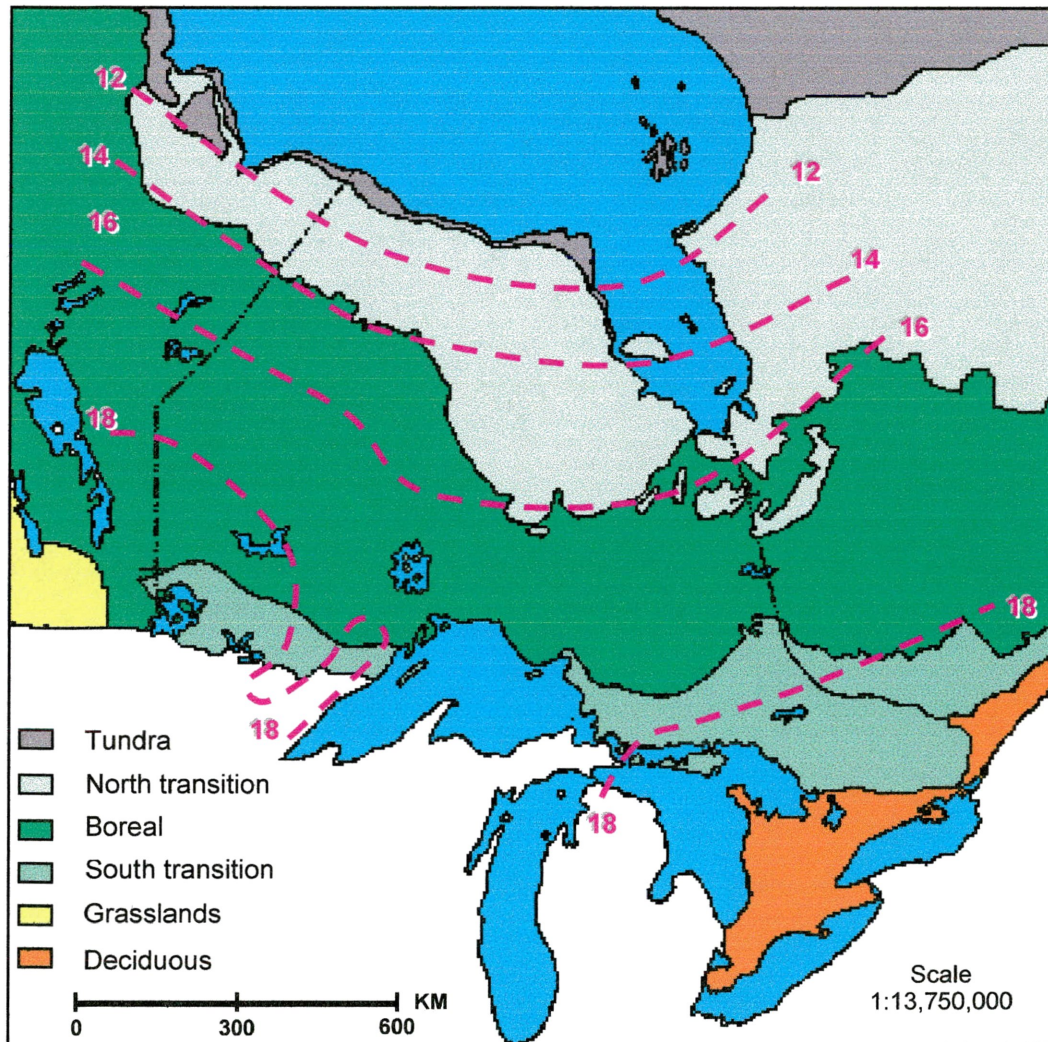 12
14
16
12
14
16
18
18
18
18
Tundra
North transition
Boreal
South transition
Grasslands
Deciduous
0 300 600 KM
Scale
1:13,750,000